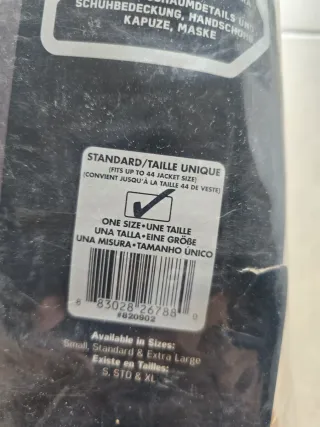 SCHUHBEDECKUNG, HANDSCHUHE
KAPUZE, MASKE
STANDARD/TAILLE UNIQUE
(FITS UP TO 44 JACKET SIZE)
(CONVIENT JUSQU'À LA TAILLE 44 DE VESTE)
ONE SIZE•UNE TAILLE
UNA TALLA•EINE GRÖBE
UNA MISURA•TAMANHO UNICO
8 83028 26788 0
#820902
Available in Sizes:
Small, Standard & Extra Large
Existe en Tailles:
S, STD & XL